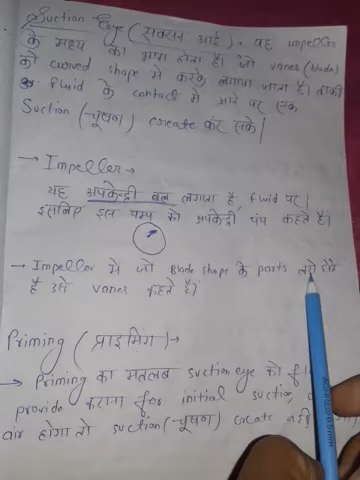 Suction Eye (सक्शन आई) - यह impeller
के मध्य का भाग होता है। जो vanes (blade)
को curved shape में करके लगाया जाता है। ताकी
fluid के contact में आने पर एक
Suction (चूषण) create कर सके।
→ Impeller →
यह अपकेन्द्री बल लगाता है, fluid पर।
इसलिए इस पम्प को अपकेन्द्री पंप कहते हैं।
→ Impeller में जो Blade shape के parts लगे होते
है उसे vanes कहते है।
Priming (प्राइमिंग) →
→ Priming का मतलब suction eye को
provide कराना for initial suction,
air होगा तो suction (चूषण) create नही